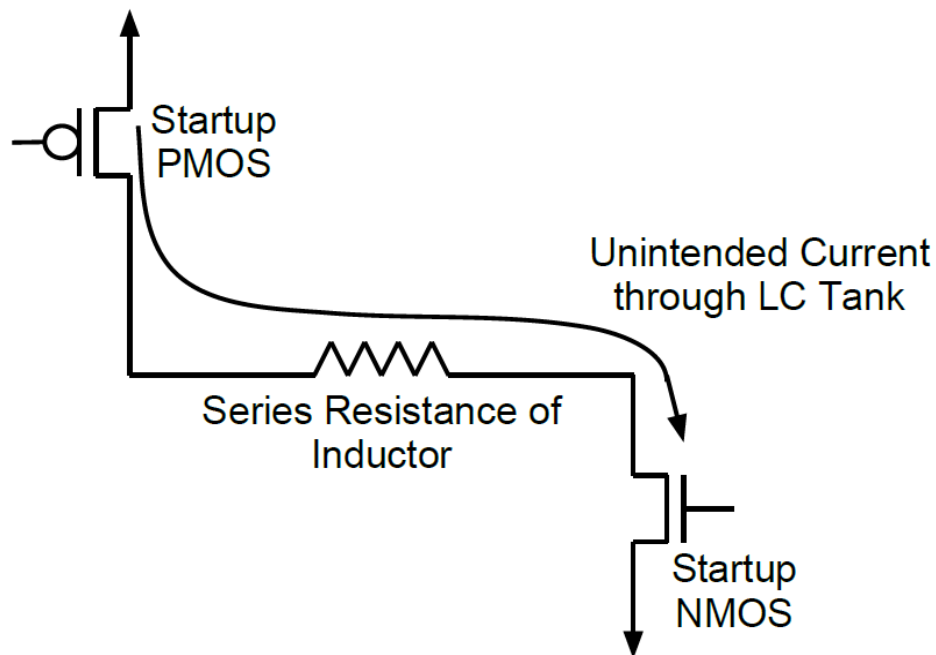 Startup
PMOS
Unintended Current
through LC Tank
Series Resistance of
Inductor
Startup
NMOS